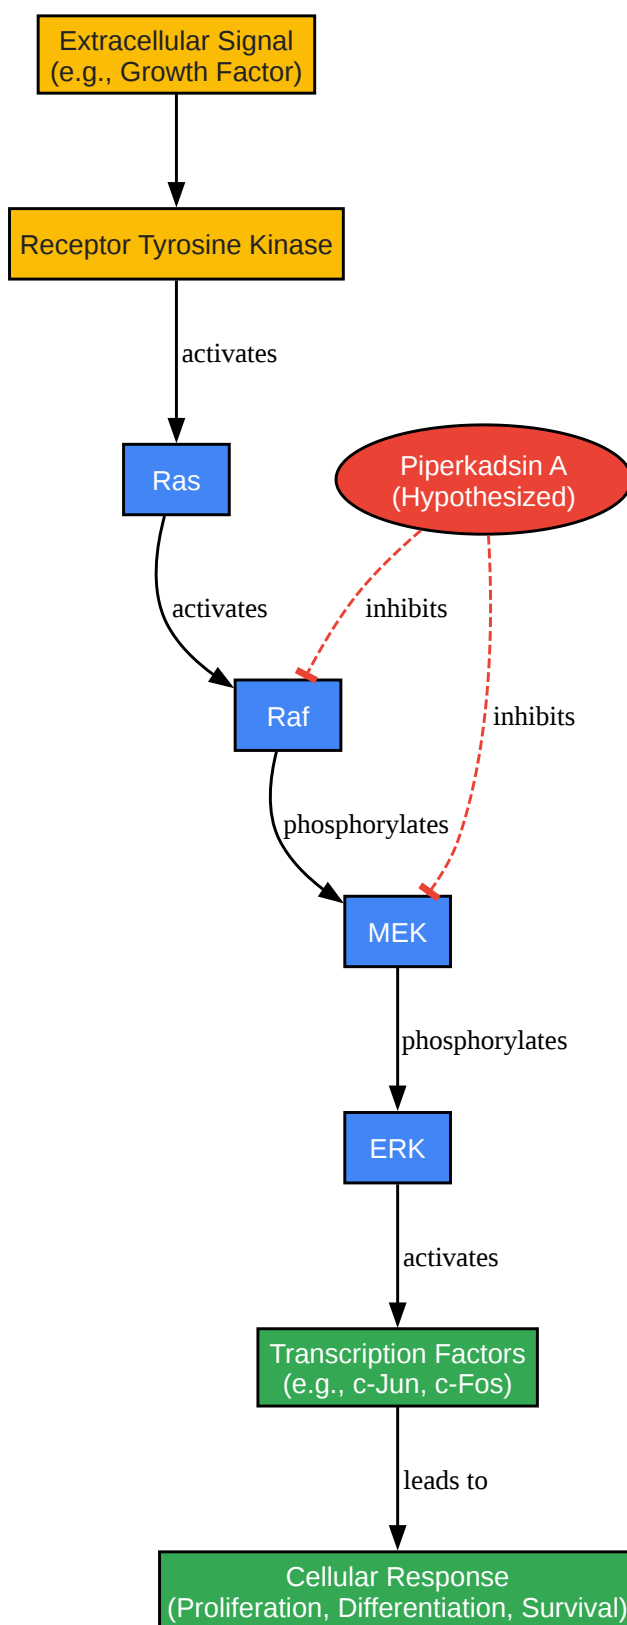 Extracellular Signal
(e.g., Growth Factor)
Receptor Tyrosine Kinase
activates
Ras
Piperkadsin A
(Hypothesized)
activates
inhibits
Raf
inhibits
phosphorylates
MEK
phosphorylates
ERK
activates
Transcription Factors
(e.g., c-Jun, c-Fos)
leads to
Cellular Response
(Proliferation, Differentiation, Survival)